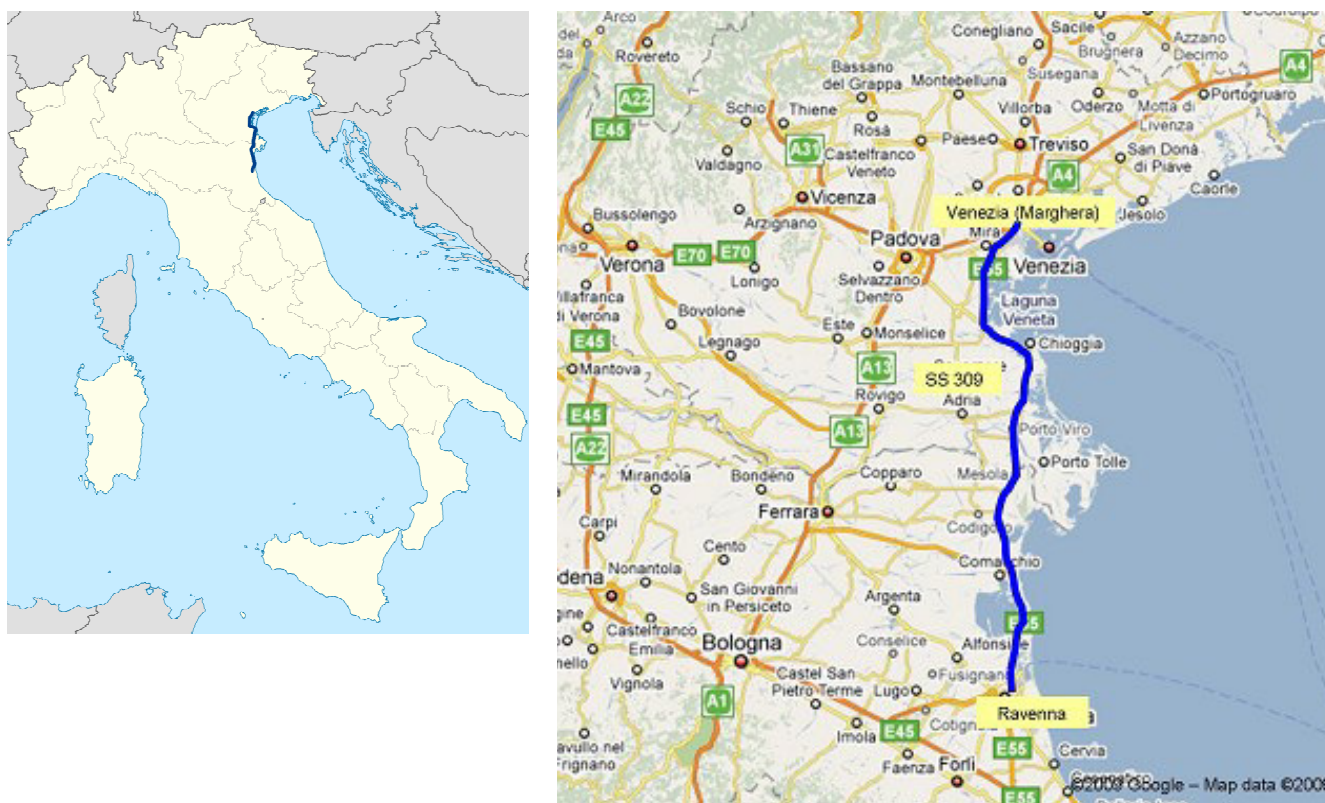 Arco
Rovereto
Conegliano
Sacile
Brugnera
Azzano
Decimo
Susegana
A4
A22
Bassano
del Grappa
Montebelluna
Villorba
Oderzo
Portogruaro
Motta di
Livenza
E45
Schio
Thiene
Rosà
Paese
Treviso
A31
Valdagno
Castelfranco
Veneto
San Donà
di Piave
A4
Caorle
Vicenza
Bussolengo
Arzignano
Venezia (Marghera)
Jesolo
Padova
Mira
Verona
E70
E70
Venezia
Lonigo
Selvazzano
Dentro
Villafranca
di Verona
Bovolone
Laguna
Veneta
Este
Monselice
Chioggia
E45
Legnago
A13
Mantova
SS 309
Rovigo
Adria
E45
A13
Porto Viro
A22
Porto Tolle
Mirandola
Bondeno
Copparo
Mesola
Ferrara
Codigoro
Carpi
Cento
Comacchio
Nonantola
dena
San Giovanni
in Persiceto
Argenta
Castelfranco
Emilia
Bologna
Conselice
Vignola
Castel San
Pietro Terme
Lugo
Fusignano
A1
Ravenna
Imola
E45
E55
Cervia
Faenza
Forlì
avullo nel
Frignano
E55
©2009 Google – Map data ©2009